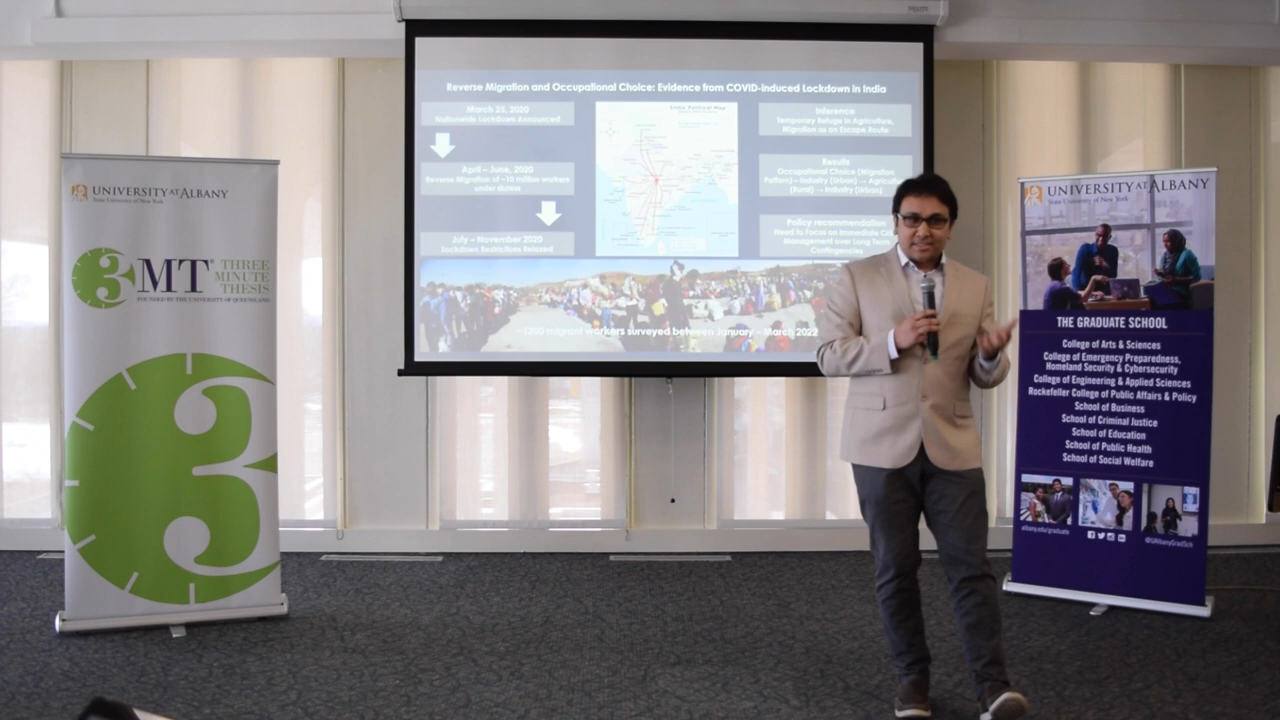 UNIVERSITY AT ALBANY
State University of New York
3MT®
THREE
MINUTE
THESIS
FOUNDED BY THE UNIVERSITY OF QUEENSLAND
3
Reverse Migration and Occupational Choice: Evidence from COVID-Induced Lockdown in India
March 25, 2020
Nationwide Lockdown Announced
April – June, 2020
Reverse Migration of ~10 million workers
under distress
July – November 2020
Lockdown Restrictions Relaxed
India Political Map
Inference
Temporary Refuge in Agriculture,
Migration as an Escape Route
Results
Occupational Choice (Migration
Pattern)→ Industry (Urban) → Agricultu
(Rural) → Industry (Urban)
Policy recommendation
Need to Focus on Immediate Cri
Management over Long Term
Contingencies
~1200 migrant workers surveyed between January – March 2022
UNIVERSITY AT ALBANY
State University of New York
THE GRADUATE SCHOOL
College of Arts & Sciences
College of Emergency Preparedness,
Homeland Security & Cybersecurity
College of Engineering & Applied Sciences
Rockefeller College of Public Affairs & Policy
School of Business
School of Criminal Justice
School of Education
School of Public Health
School of Social Welfare
albany.edu/graduate
@UAlbanyGradSch